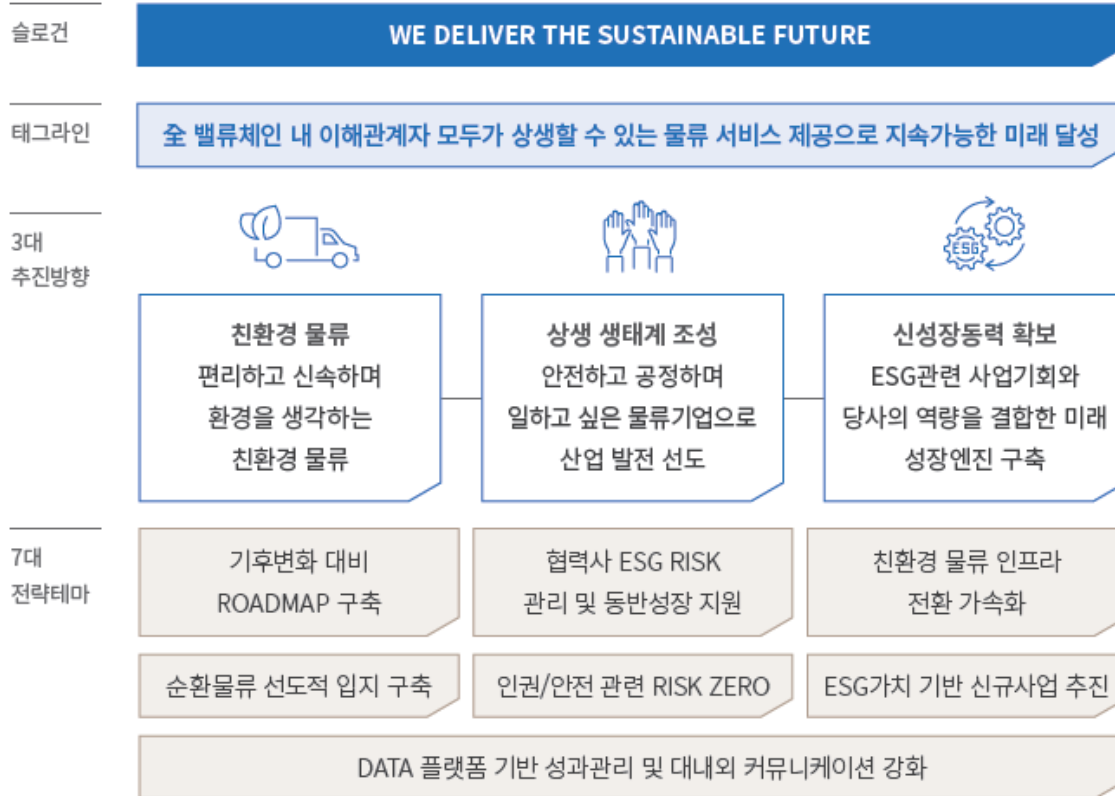 슬로건
WE DELIVER THE SUSTAINABLE FUTURE
태그라인
全 밸류체인 내 이해관계자 모두가 상생할 수 있는 물류 서비스 제공으로 지속가능한 미래 달성
3대
추진방향
ESG
친환경 물류
편리하고 신속하며
환경을 생각하는
친환경 물류
상생 생태계 조성
안전하고 공정하며
일하고 싶은 물류기업으로
산업 발전 선도
신성장동력 확보
ESG관련 사업기회와
당사의 역량을 결합한 미래
성장엔진 구축
7대
전략테마
기후변화 대비
ROADMAP 구축
협력사 ESG RISK
관리 및 동반성장 지원
친환경 물류 인프라
전환 가속화
순환물류 선도적 입지 구축
인권/안전 관련 RISK ZERO
ESG가치 기반 신규사업 추진
DATA 플랫폼 기반 성과관리 및 대내외 커뮤니케이션 강화